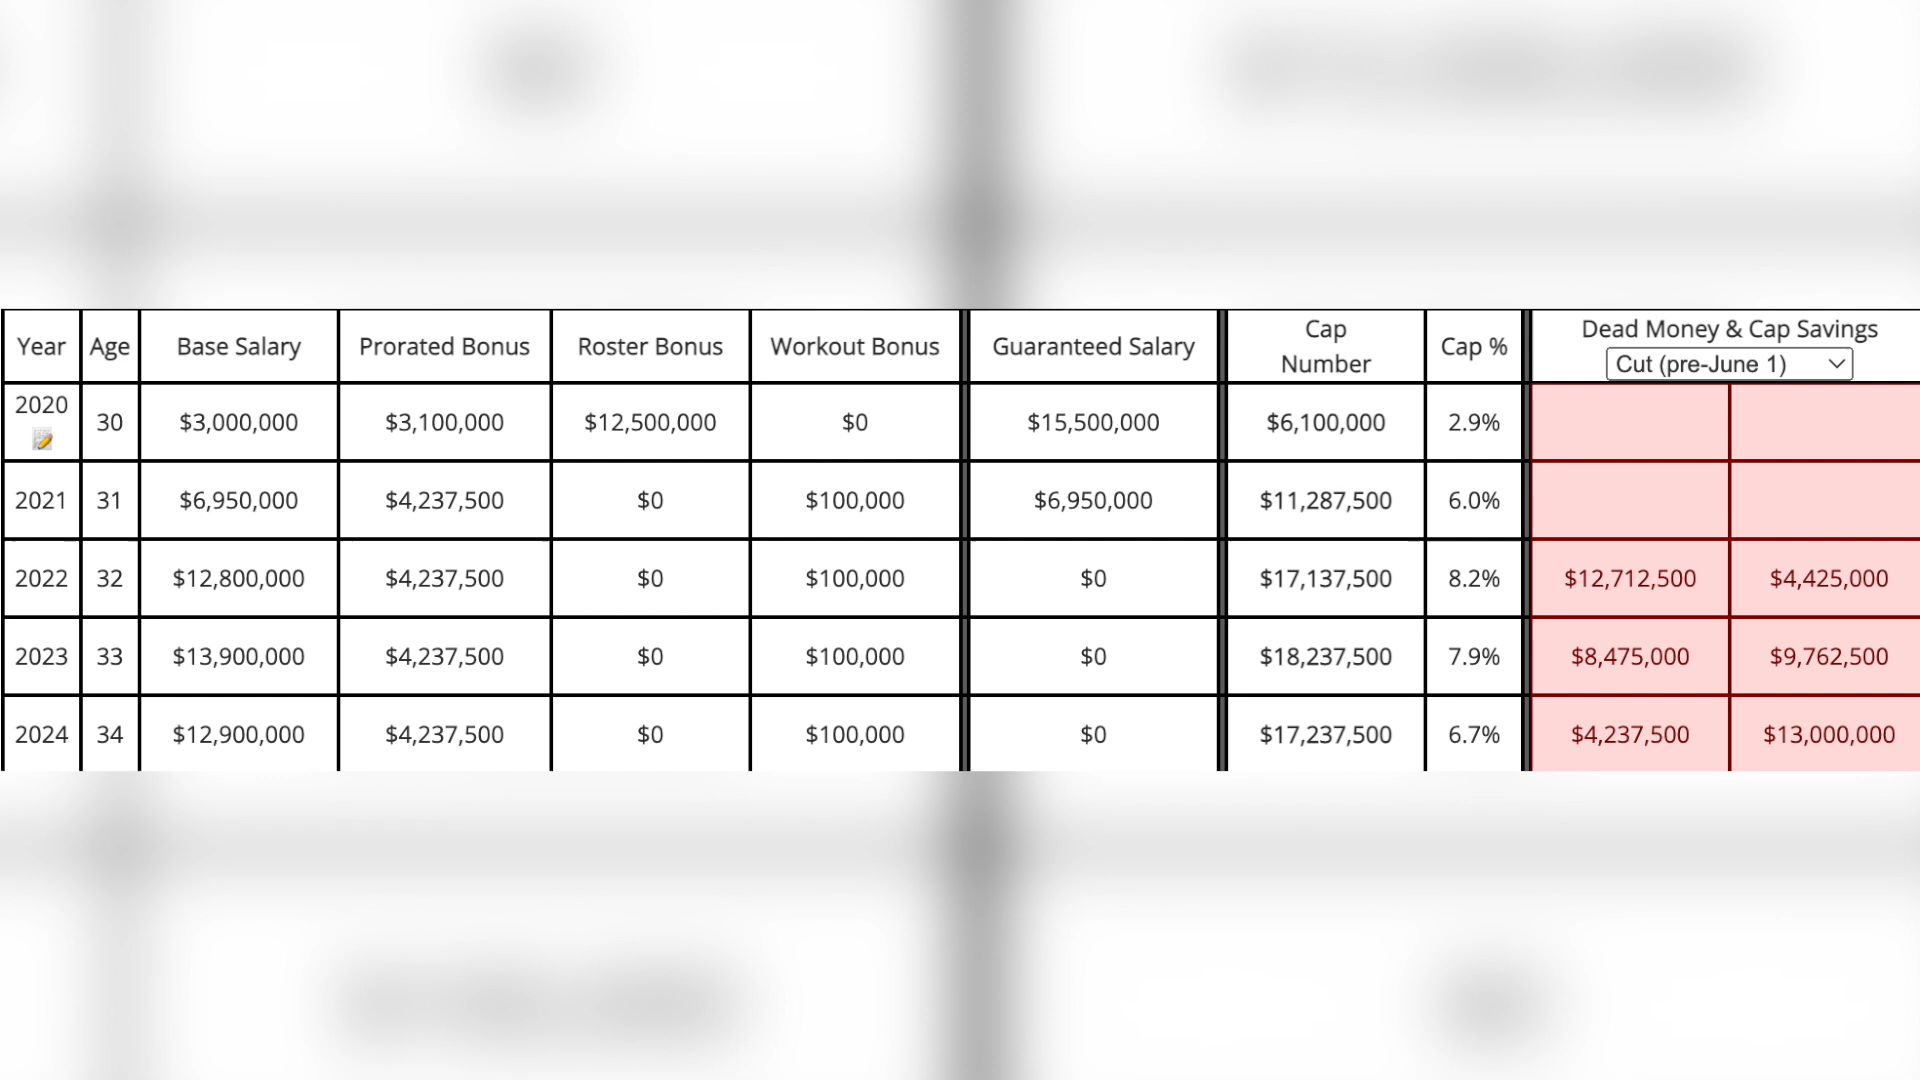 Year Age Base Salary Prorated Bonus Roster Bonus Workout Bonus Guaranteed Salary Cap Number Cap % Dead Money & Cap Savings
Cut (pre-June 1)
2020 30 $3,000,000 $3,100,000 $12,500,000 $0 $15,500,000 $6,100,000 2.9%
2021 31 $6,950,000 $4,237,500 $0 $100,000 $6,950,000 $11,287,500 6.0%
2022 32 $12,800,000 $4,237,500 $0 $100,000 $0 $17,137,500 8.2% $12,712,500 $4,425,000
2023 33 $13,900,000 $4,237,500 $0 $100,000 $0 $18,237,500 7.9% $8,475,000 $9,762,500
2024 34 $12,900,000 $4,237,500 $0 $100,000 $0 $17,237,500 6.7% $4,237,500 $13,000,000